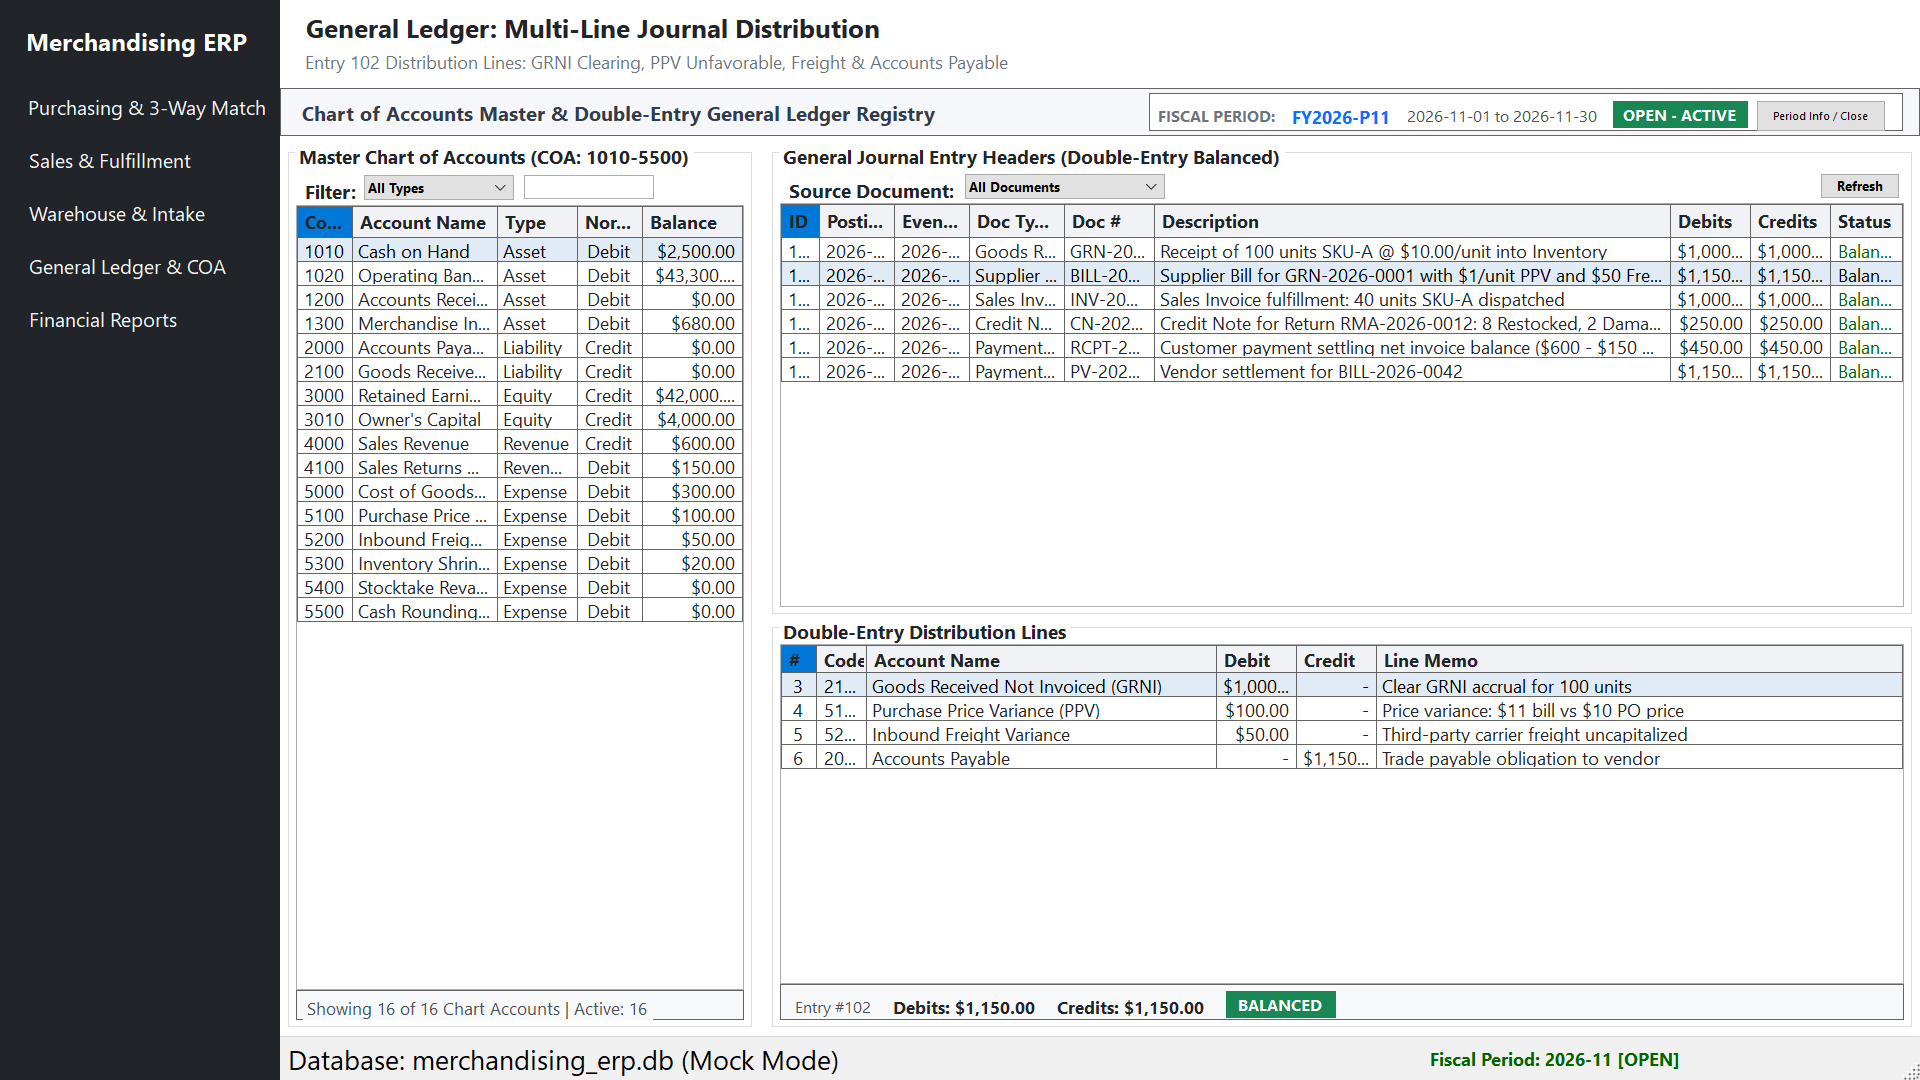 Merchandising ERP
Purchasing & 3-Way Match
Sales & Fulfillment
Warehouse & Intake
General Ledger & COA
Financial Reports
General Ledger: Multi-Line Journal Distribution
Entry 102 Distribution Lines: GRNI Clearing, PPV Unfavorable, Freight & Accounts Payable
Chart of Accounts Master & Double-Entry General Ledger Registry
FISCAL PERIOD: FY2026-P11 2026-11-01 to 2026-11-30 OPEN - ACTIVE Period Info / Close
Master Chart of Accounts (COA: 1010-5500)
Filter: All Types
Co... Account Name Type Nor... Balance
1010 Cash on Hand Asset Debit $2,500.00
1020 Operating Ban... Asset Debit $43,300....
1200 Accounts Recei... Asset Debit $0.00
1300 Merchandise In... Asset Debit $680.00
2000 Accounts Paya... Liability Credit $0.00
2100 Goods Receive... Liability Credit $0.00
3000 Retained Earni... Equity Credit $42,000....
3010 Owner's Capital Equity Credit $4,000.00
4000 Sales Revenue Revenue Credit $600.00
4100 Sales Returns ... Reven... Debit $150.00
5000 Cost of Goods... Expense Debit $300.00
5100 Purchase Price ... Expense Debit $100.00
5200 Inbound Freig... Expense Debit $50.00
5300 Inventory Shrin... Expense Debit $20.00
5400 Stocktake Reva... Expense Debit $0.00
5500 Cash Rounding... Expense Debit $0.00
Showing 16 of 16 Chart Accounts | Active: 16
General Journal Entry Headers (Double-Entry Balanced)
Source Document: All Documents Refresh
ID Posti... Even... Doc Ty... Doc # Description Debits Credits Status
1... 2026-... 2026-... Goods R... GRN-20... Receipt of 100 units SKU-A @ $10.00/unit into Inventory $1,000... $1,000... Balan...
1... 2026-... 2026-... Supplier ... BILL-20... Supplier Bill for GRN-2026-0001 with $1/unit PPV and $50 Fre... $1,150... $1,150... Balan...
1... 2026-... 2026-... Sales Inv... INV-20... Sales Invoice fulfillment: 40 units SKU-A dispatched $1,000... $1,000... Balan...
1... 2026-... 2026-... Credit N... CN-202... Credit Note for Return RMA-2026-0012: 8 Restocked, 2 Dama... $250.00 $250.00 Balan...
1... 2026-... 2026-... Payment... RCPT-2... Customer payment settling net invoice balance ($600 - $150 ... $450.00 $450.00 Balan...
1... 2026-... 2026-... Payment... PV-202... Vendor settlement for BILL-2026-0042 $1,150... $1,150... Balan...
Double-Entry Distribution Lines
# Code Account Name Debit Credit Line Memo
3 21... Goods Received Not Invoiced (GRNI) $1,000... - Clear GRNI accrual for 100 units
4 51... Purchase Price Variance (PPV) $100.00 - Price variance: $11 bill vs $10 PO price
5 52... Inbound Freight Variance $50.00 - Third-party carrier freight uncapitalized
6 20... Accounts Payable - $1,150... Trade payable obligation to vendor
Entry #102 Debits: $1,150.00 Credits: $1,150.00 BALANCED
Database: merchandising_erp.db (Mock Mode)
Fiscal Period: 2026-11 [OPEN]